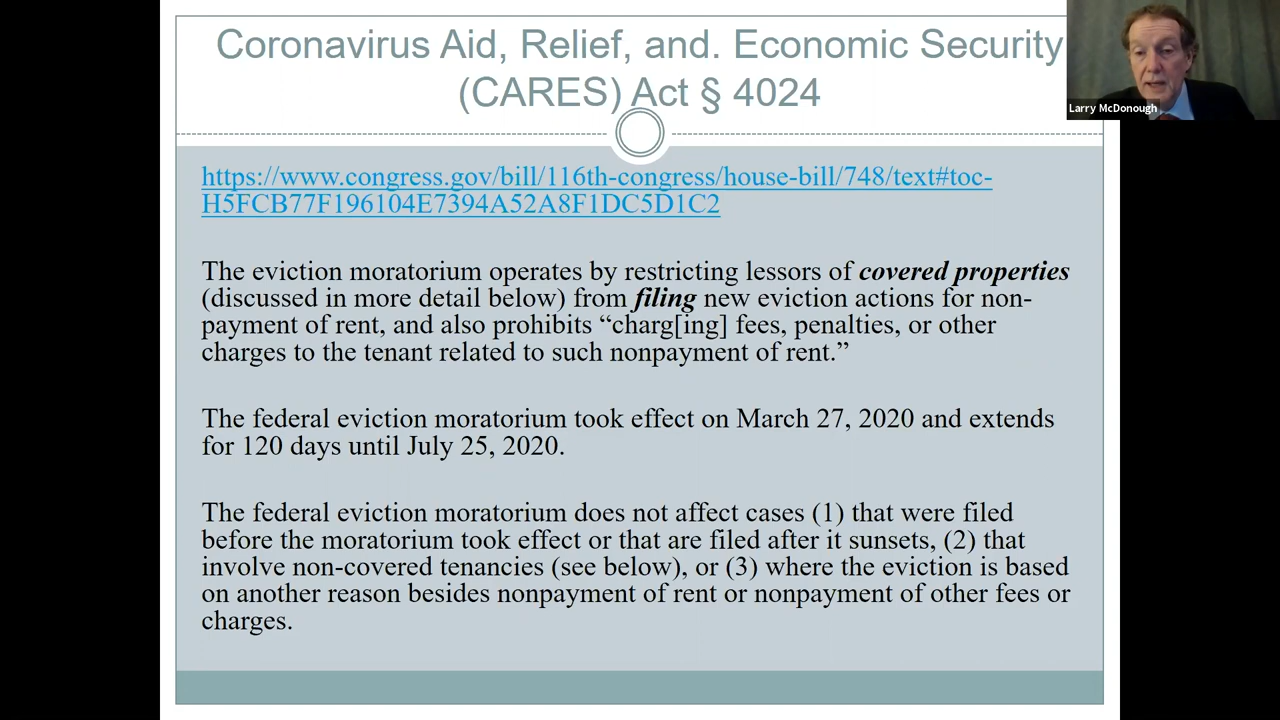 Coronavirus Aid, Relief, and. Economic Security
(CARES) Act § 4024
Larry McDonough
https://www.congress.gov/bill/116th-congress/house-bill/748/text#toc-
H5FCB77F196104E7394A52A8F1DC5D1C2
The eviction moratorium operates by restricting lessors of covered properties
(discussed in more detail below) from filing new eviction actions for non-
payment of rent, and also prohibits “charg[ing] fees, penalties, or other
charges to the tenant related to such nonpayment of rent.”
The federal eviction moratorium took effect on March 27, 2020 and extends
for 120 days until July 25, 2020.
The federal eviction moratorium does not affect cases (1) that were filed
before the moratorium took effect or that are filed after it sunsets, (2) that
involve non-covered tenancies (see below), or (3) where the eviction is based
on another reason besides nonpayment of rent or nonpayment of other fees or
charges.